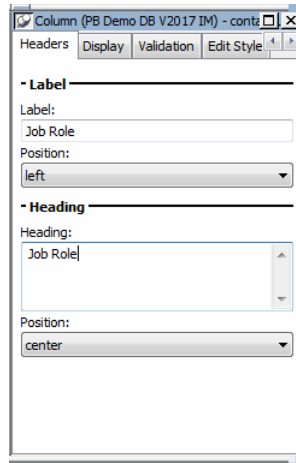 Column (PB Demo DB V2017 IM) - conta
Headers Display Validation Edit Style
- Label
Label:
Job Role
Position:
left
- Heading
Heading:
Job Role
Position:
center